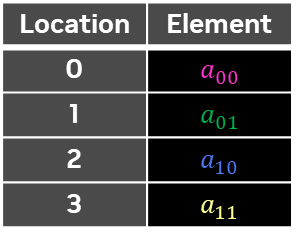 Location Element
0 a₀₀
1 a₀₁
2 a₁₀
3 a₁₁